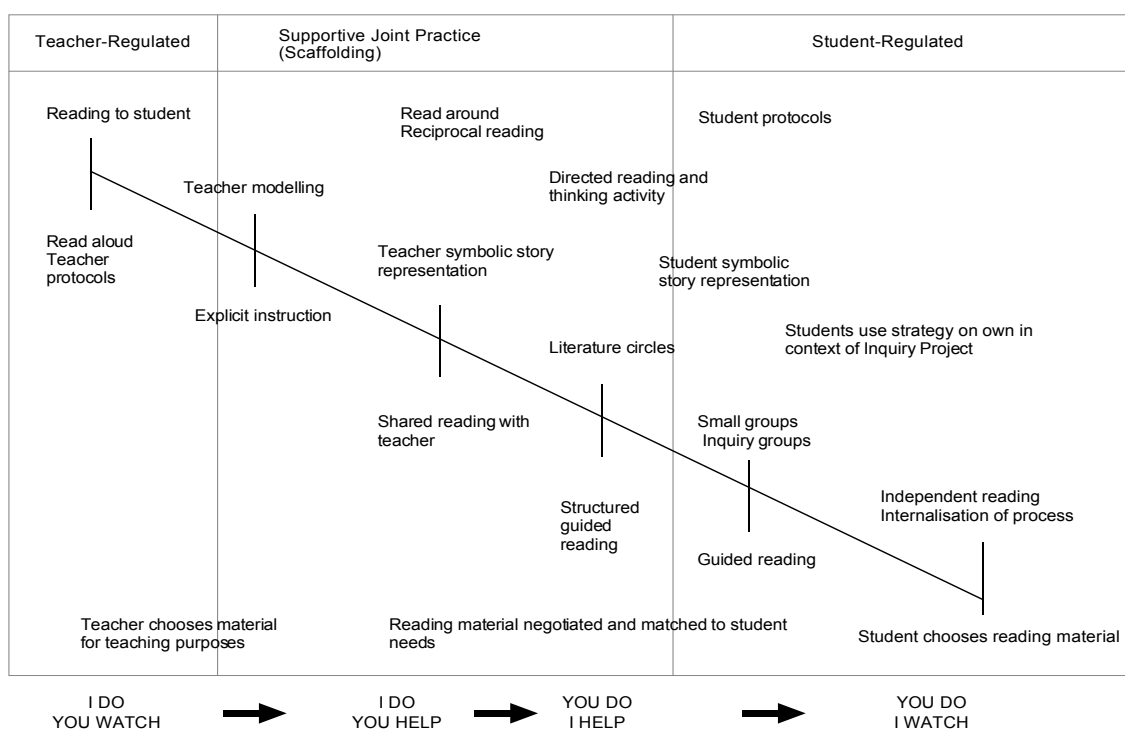 Teacher-Regulated
Supportive Joint Practice
(Scaffolding)
Student-Regulated
Reading to student
Read around
Reciprocal reading
Student protocols
Teacher modelling
Directed reading and
thinking activity
Read aloud
Teacher
protocols
Teacher symbolic story
representation
Student symbolic
story representation
Explicit instruction
Literature circles
Students use strategy on own in
context of Inquiry Project
Shared reading with
teacher
Small groups
Inquiry groups
Structured
guided
reading
Guided reading
Independent reading
Internalisation of process
Teacher chooses material
for teaching purposes
Reading material negotiated and matched to student
needs
Student chooses reading material
I DO
YOU WATCH
I DO
YOU HELP
YOU DO
I HELP
YOU DO
I WATCH